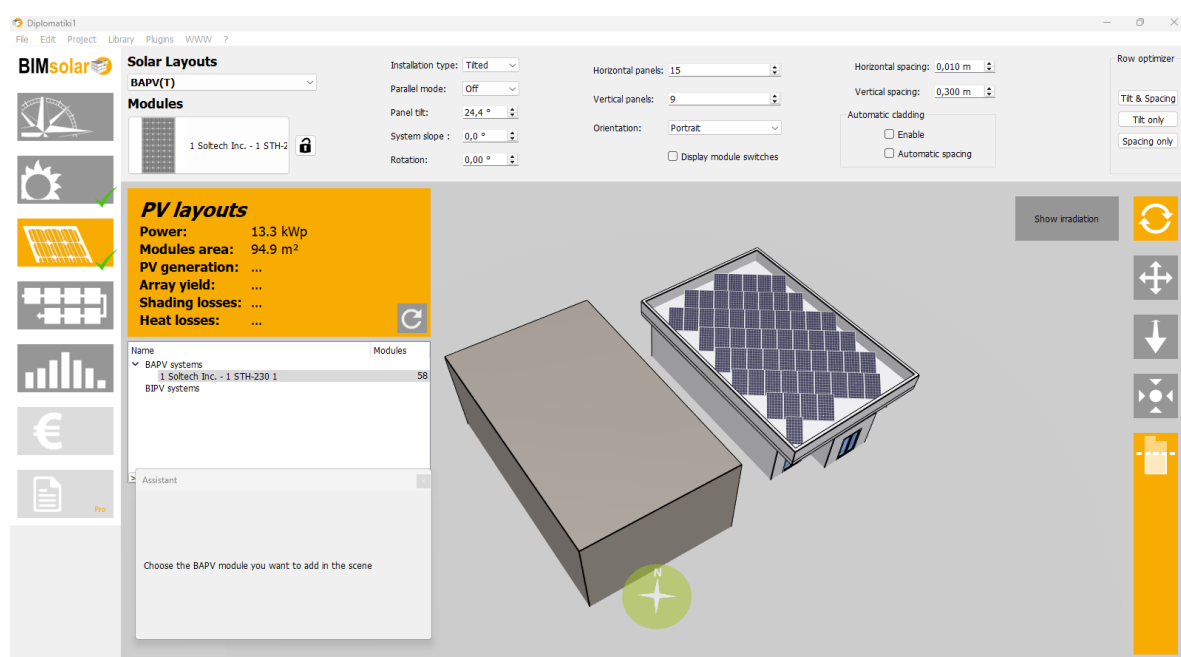 Diplomatiki1
File Edit Project Library Plugins WWW ?
BIMsolar
Solar Layouts
BAPV(T)
Modules
1 Soltech Inc. - 1 STH-2
Installation type: Tilted
Parallel mode: Off
Panel tilt: 24,4 °
System slope : 0,0 °
Rotation: 0,00 °
Horizontal panels: 15
Vertical panels: 9
Orientation: Portrait
Display module switches
Horizontal spacing: 0,010 m
Vertical spacing: 0,300 m
Automatic cladding
Enable
Automatic spacing
Row optimizer
Tilt & Spacing
Tilt only
Spacing only
PV layouts
Power: 13.3 kWp
Modules area: 94.9 m²
PV generation: ...
Array yield: ...
Shading losses: ...
Heat losses: ...
Show irradiation
Name Modules
BAPV systems
1 Soltech Inc. - 1 STH-230 1 58
BIPV systems
Assistant
Choose the BAPV module you want to add in the scene
€
Pro
N